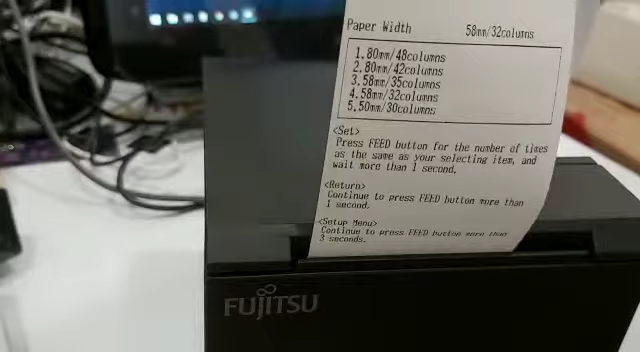 Paper Width 58mm/32columns
1.80mm/48columns
2.80mm/42columns
3.58mm/35columns
4.58mm/32columns
5.50mm/30columns
<Set>
Press FEED button for the number of times
as the same as your selecting item, and
wait more than 1 second.
<Return>
Continue to press FEED button more than
1 second.
<Setup Menu>
Continue to press FEED button more than
3 seconds.
FUJITSU